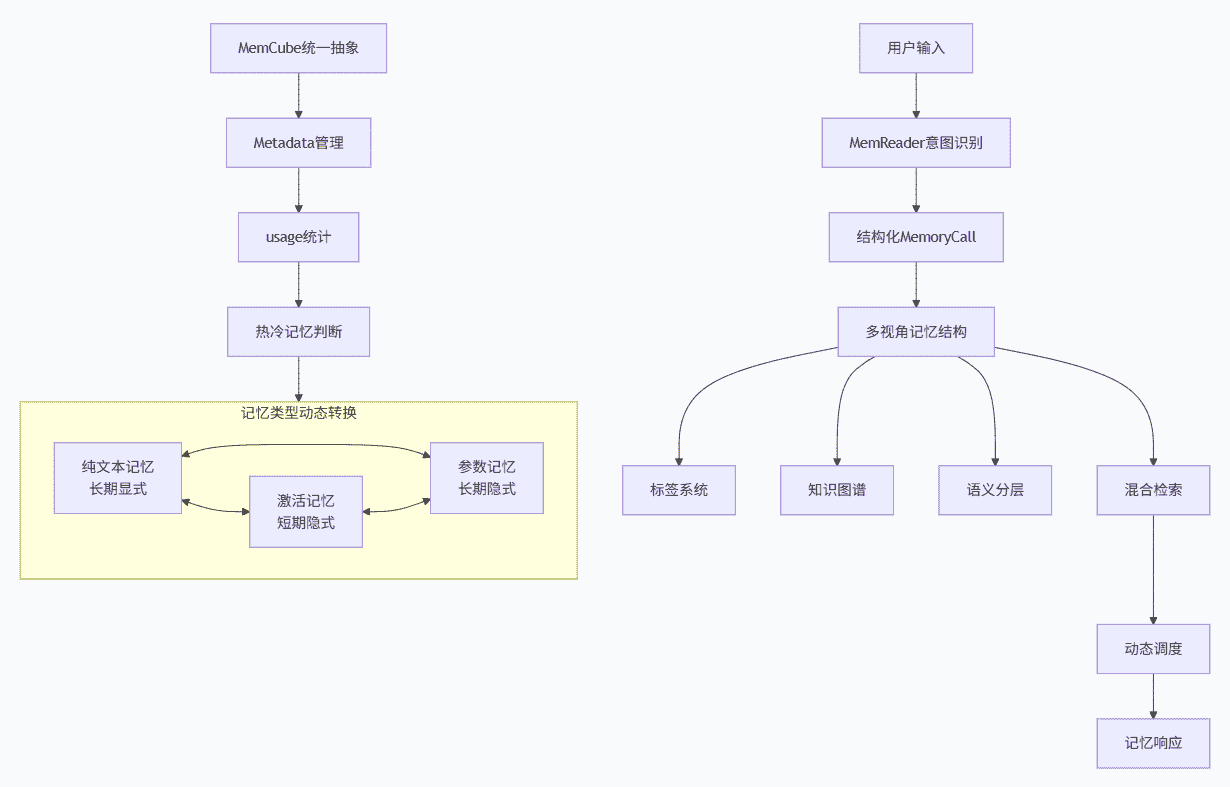 MemCube统一抽象
Metadata管理
usage统计
热冷记忆判断
记忆类型动态转换
纯文本记忆
长期显式
激活记忆
短期隐式
参数记忆
长期隐式
用户输入
MemReader意图识别
结构化MemoryCall
多视角记忆结构
标签系统
知识图谱
语义分层
混合检索
动态调度
记忆响应